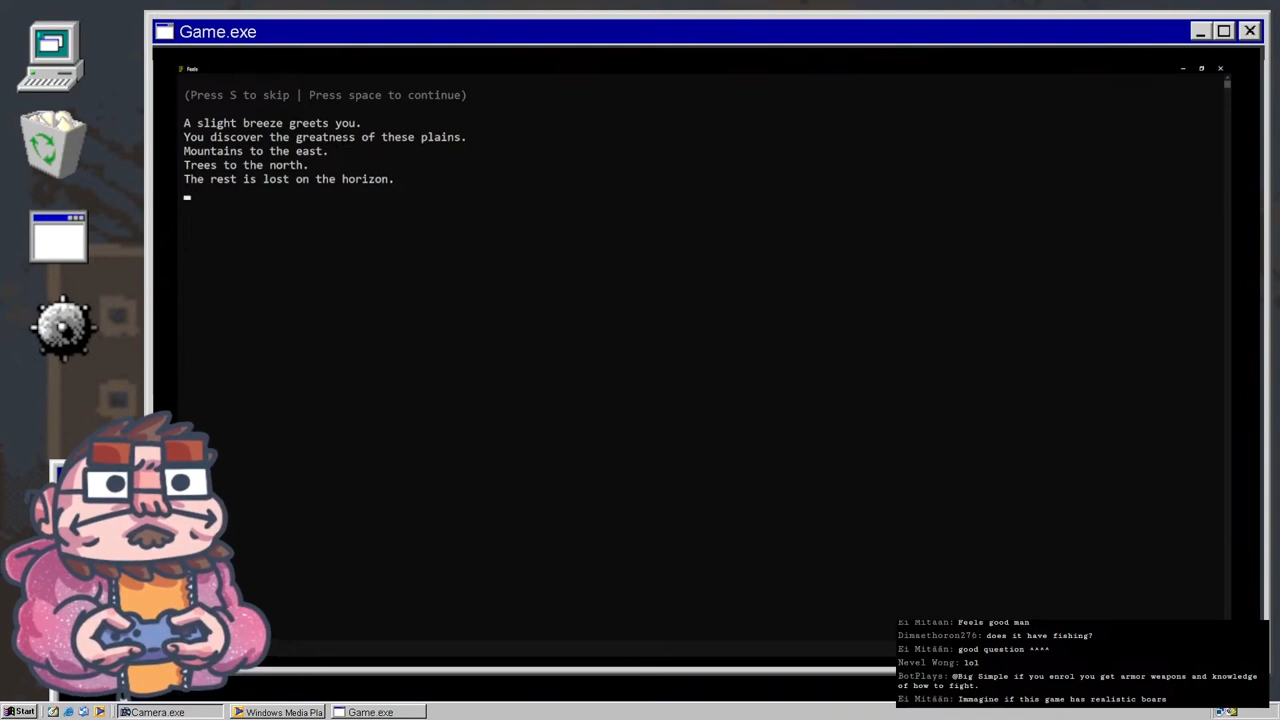 Game.exe
Feels
(Press S to skip | Press space to continue)
A slight breeze greets you.
You discover the greatness of these plains.
Mountains to the east.
Trees to the north.
The rest is lost on the horizon.
Ei Mitään: Feels good man
Dimaethoron276: does it have fishing?
Ei Mitään: good question ^^^^
Nevel Wong: lol
BotPlays: @Big Simple if you enrol you get armor weapons and knowledge
of how to fight.
Ei Mitään: Immagine if this game has realistic boars
Start
Camera.exe
Windows Media Pla
Game.exe